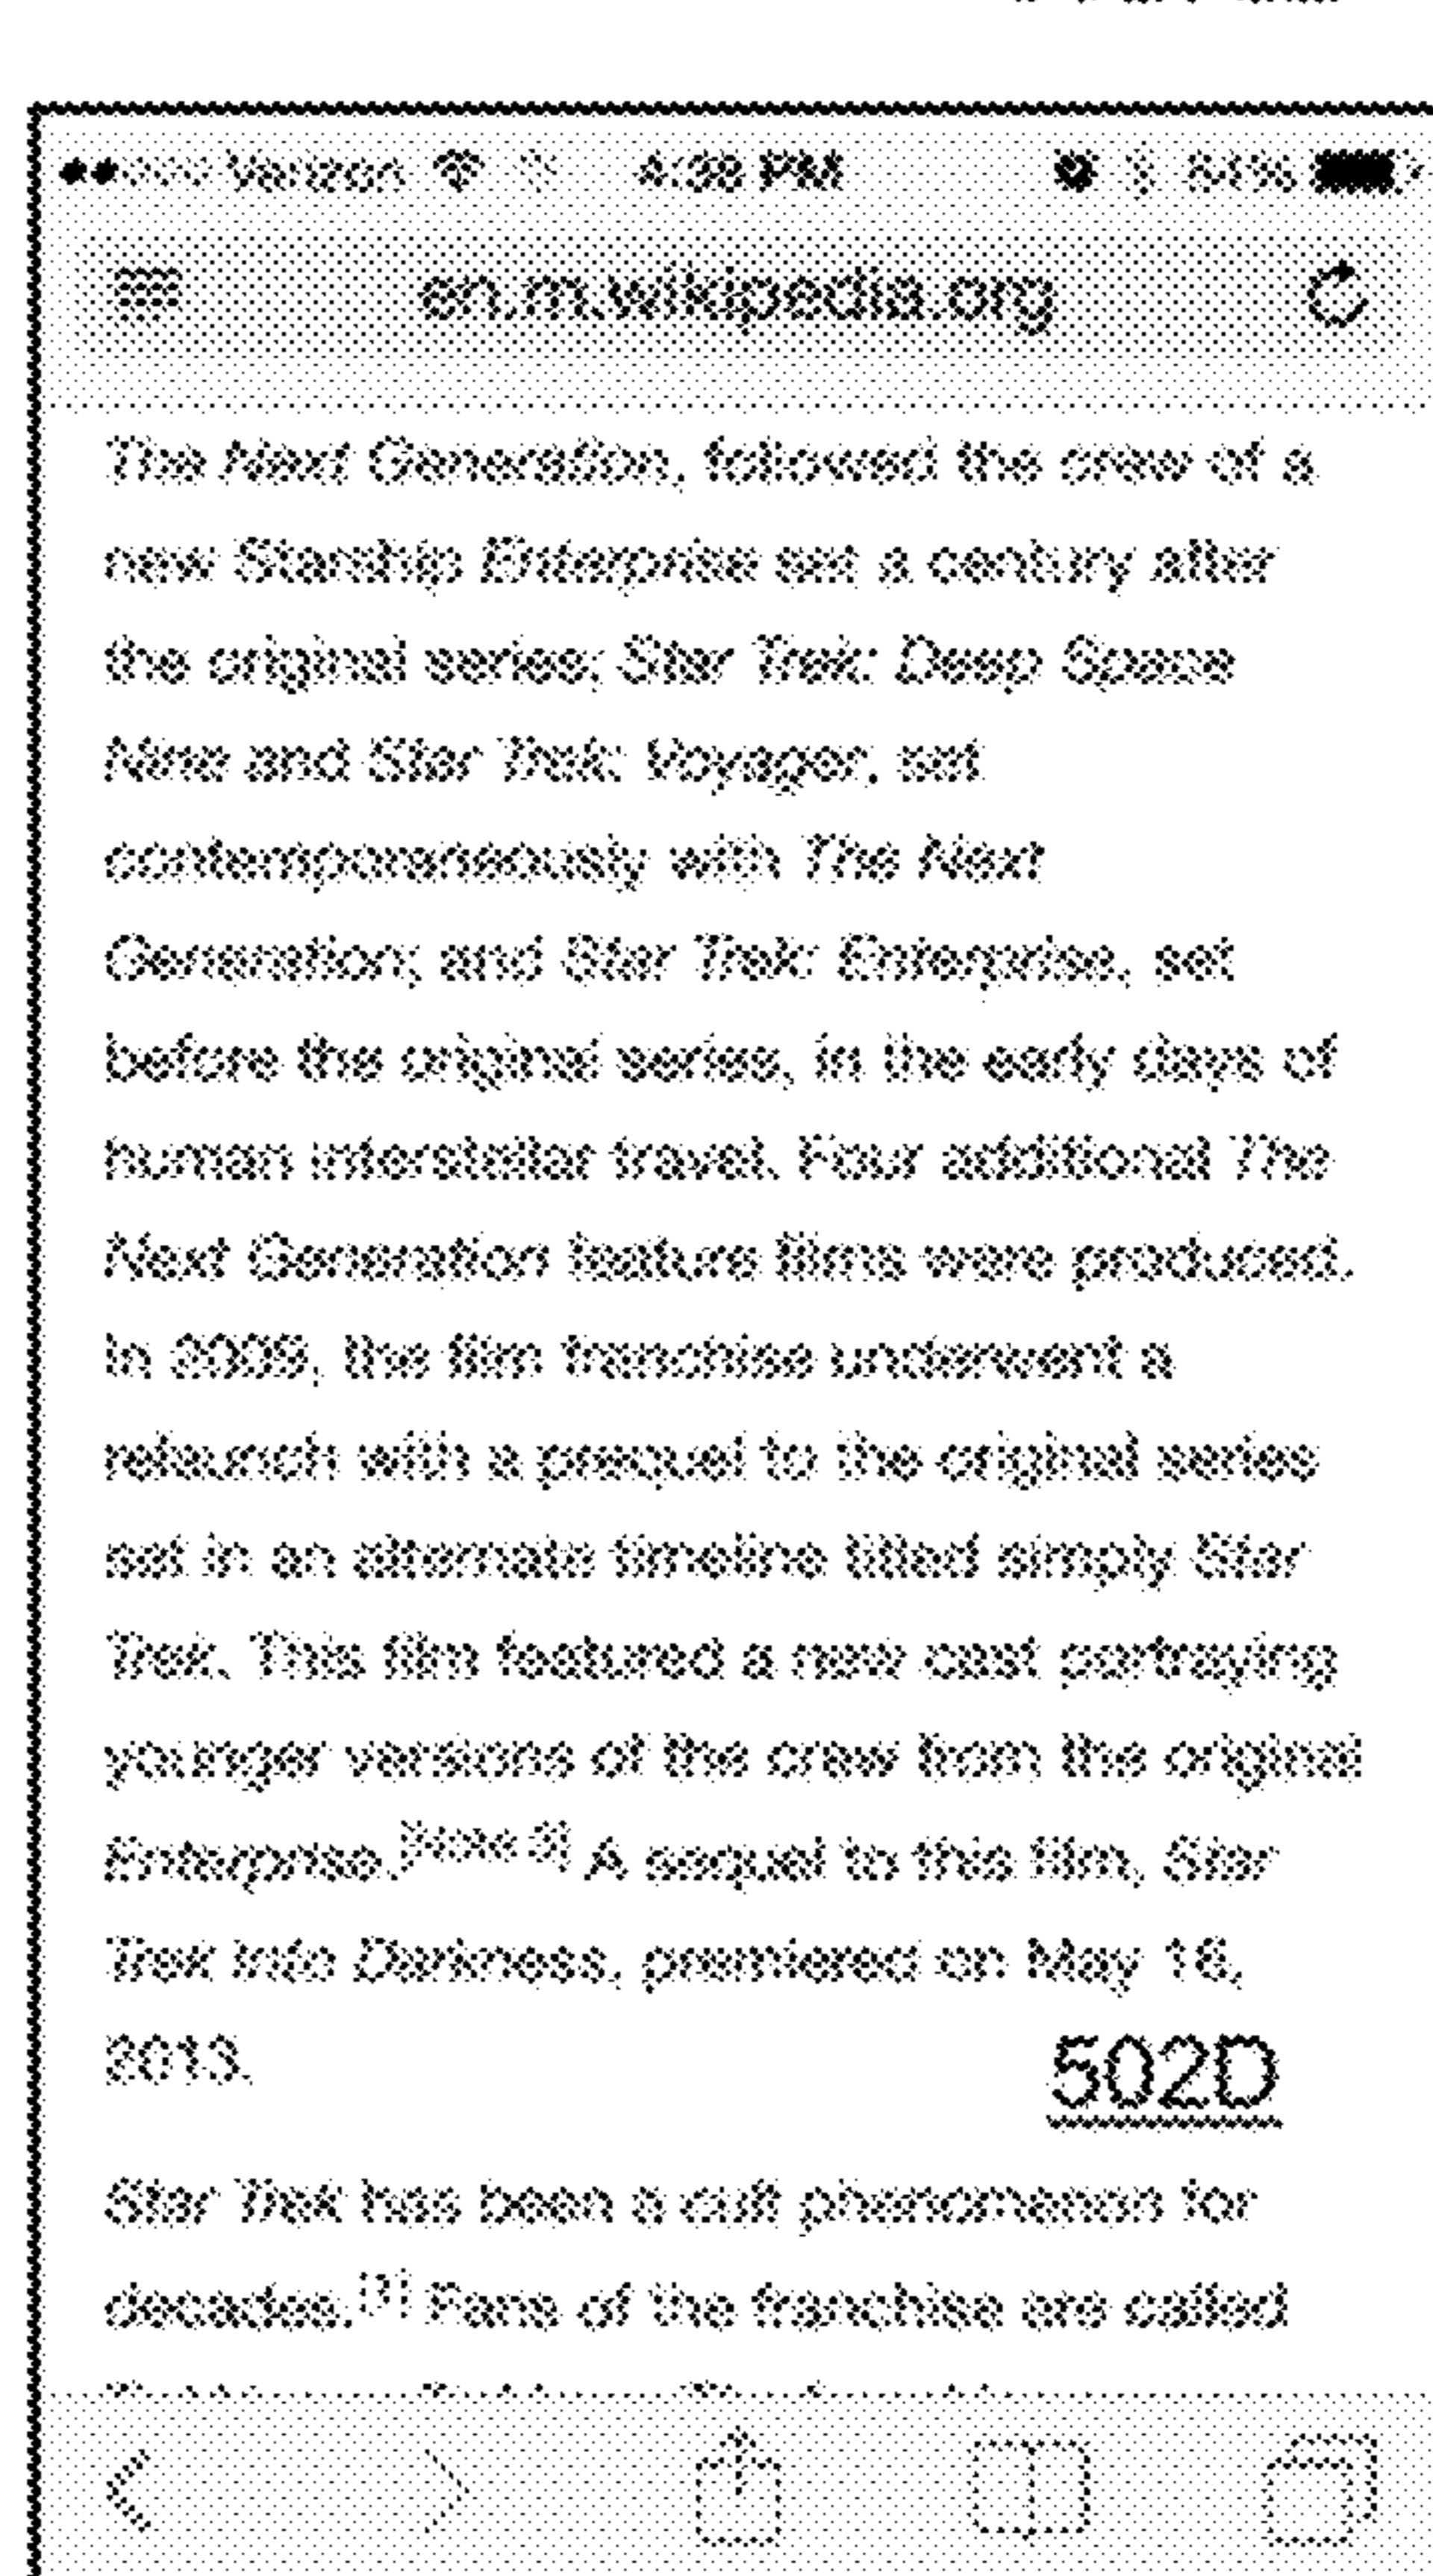 Verizon 4:38 PM
en.m.wikipedia.org
The Next Generation, followed the crew of a
new Starship Enterprise set a century after
the original series; Star Trek: Deep Space
Nine and Star Trek: Voyager, set
contemporaneously with The Next
Generation; and Star Trek: Enterprise, set
before the original series, in the early days of
human interstellar travel. Four additional The
Next Generation feature films were produced.
In 2009, the film franchise underwent a
relaunch with a prequel to the original series
set in an alternate timeline titled simply Star
Trek. This film featured a new cast portraying
younger versions of the crew from the original
Enterprise. A sequel to this film, Star
Trek Into Darkness, premiered on May 16,
2013.
502D
Star Trek has been a cult phenomenon for
decades. Fans of the franchise are called